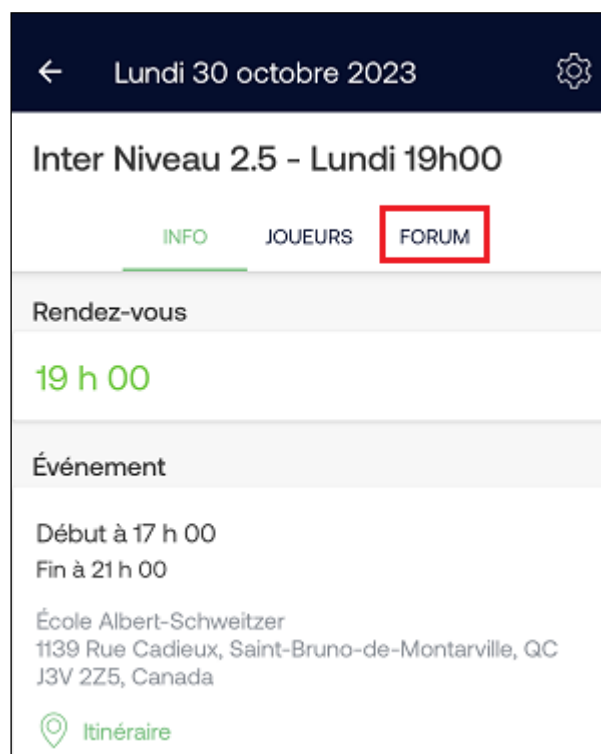 Lundi 30 octobre 2023
Inter Niveau 2.5 - Lundi 19h00
INFO JOUEURS FORUM
Rendez-vous
19 h 00
Événement
Début à 17 h 00
Fin à 21 h 00
École Albert-Schweitzer
1139 Rue Cadieux, Saint-Bruno-de-Montarville, QC
J3V 2Z5, Canada
Itinéraire